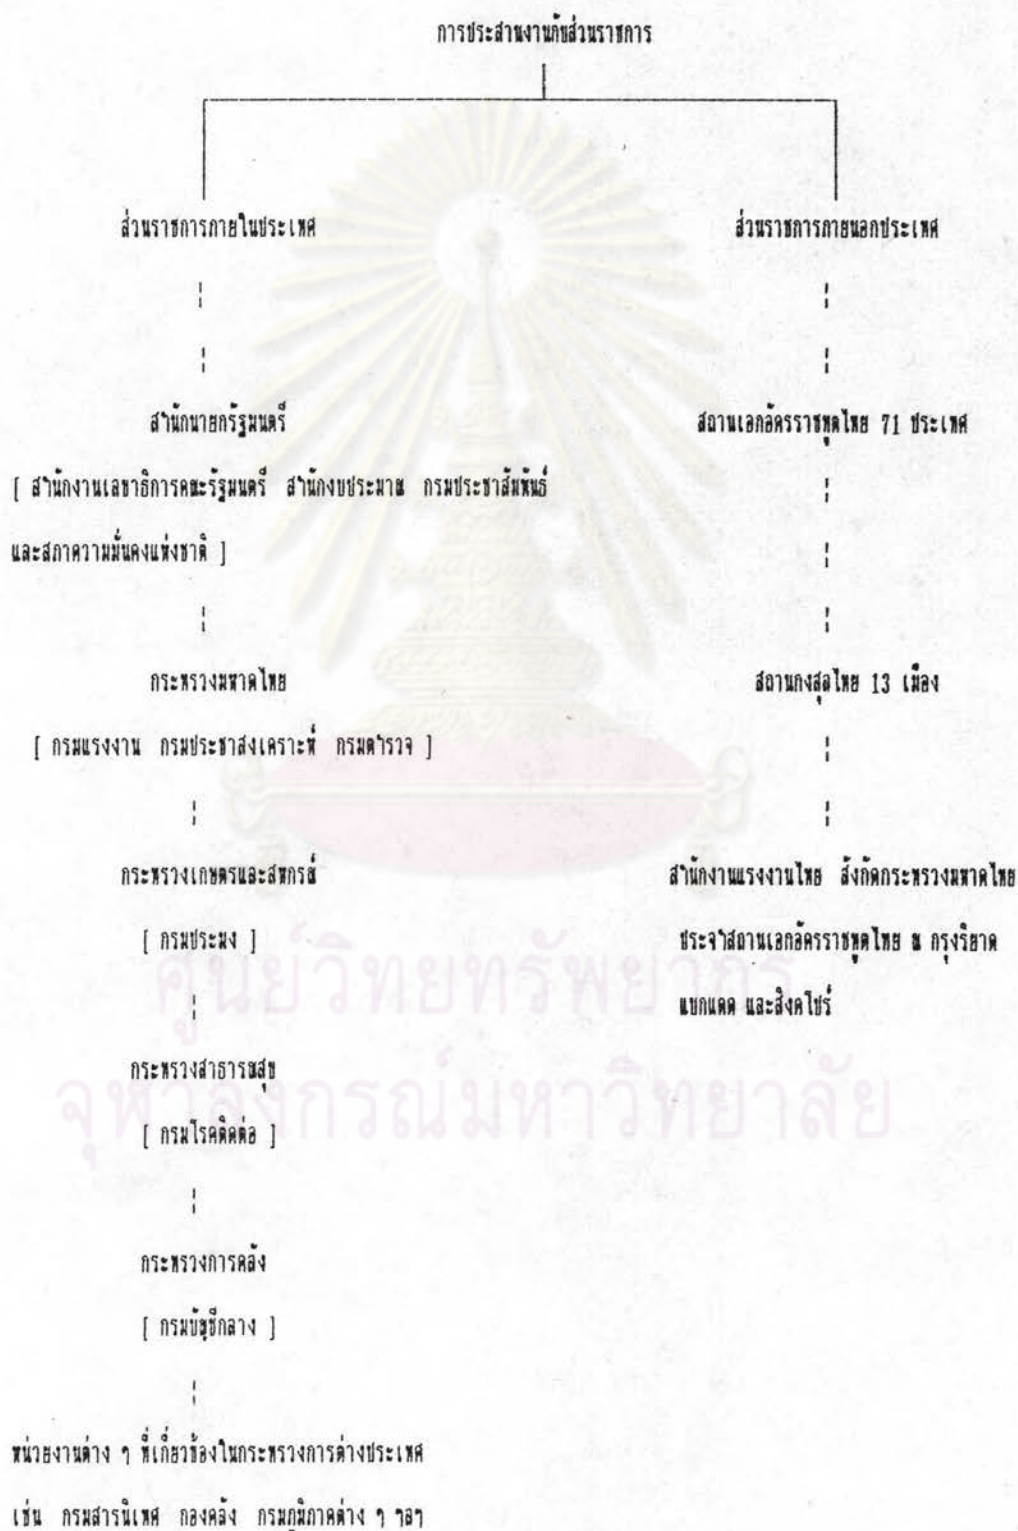 การประสานงานกับส่วนราชการ
ส่วนราชการภายในประเทศ
สำนักนายกรัฐมนตรี
[ สำนักงานเลขาธิการคณะรัฐมนตรี สำนักงบประมาณ กรมประชาสัมพันธ์
และสภาความมั่นคงแห่งชาติ ]
กระทรวงมหาดไทย
[ กรมแรงงาน กรมประชาสงเคราะห์ กรมตำรวจ ]
กระทรวงเกษตรและสหกรณ์
[ กรมประมง ]
กระทรวงสาธารณสุข
[ กรมโรคติดต่อ ]
กระทรวงการคลัง
[ กรมบัญชีกลาง ]
หน่วยงานต่าง ๆ ที่เกี่ยวข้องในกระทรวงการต่างประเทศ
เช่น กรมสารนิเทศ กองคลัง กรมภูมิภาคต่าง ๆ ฯลฯ
ส่วนราชการภายนอกประเทศ
สถานเอกอัครราชทูตไทย 71 ประเทศ
สถานกงสุลไทย 13 เมือง
สำนักงานแรงงานไทย สังกัดกระทรวงมหาดไทย
ประจำสถานเอกอัครราชทูตไทย ณ กรุงริยาด
แบกแดด และสิงคโปร์
ศูนย์วิทยทรัพยากร
จุฬาลงกรณ์มหาวิทยาลัย